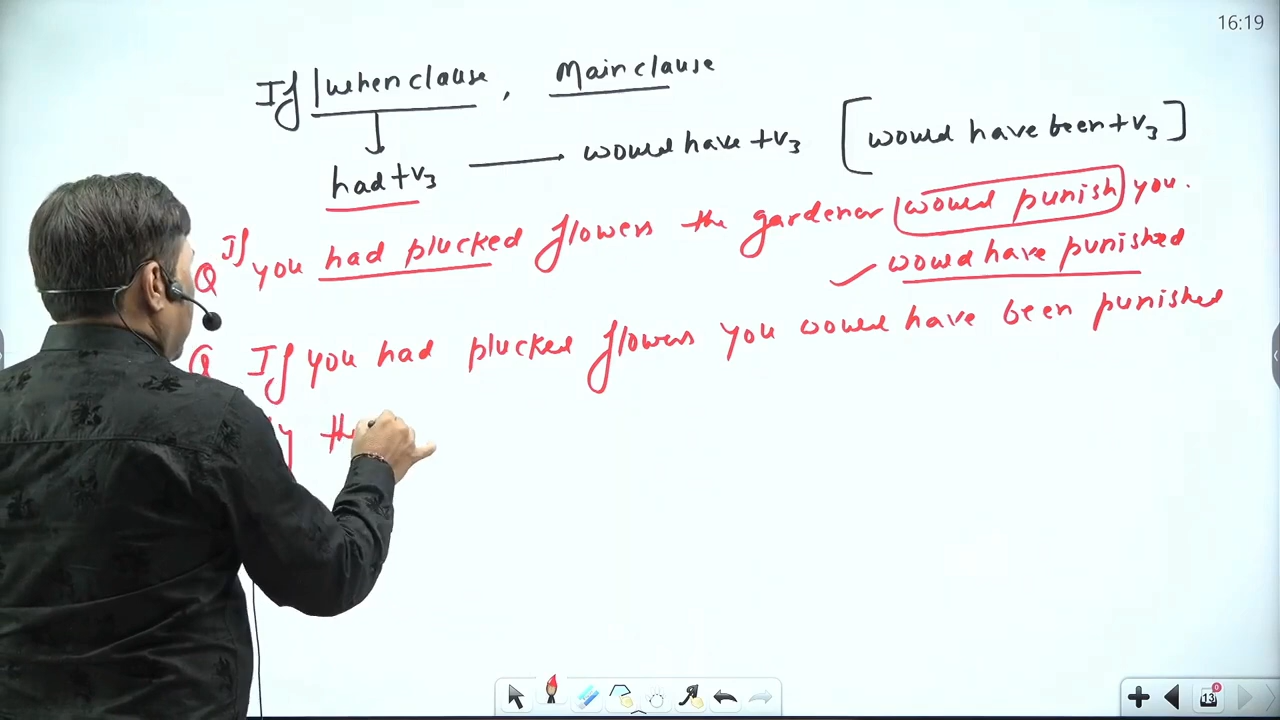 16:19
If | when clause , Main clause
had + v3 would have + v3 [would have been + v3]
Q If you had plucked flowers the gardener would punish you.
would have punished
Q If you had plucked flowers you would have been punished
13